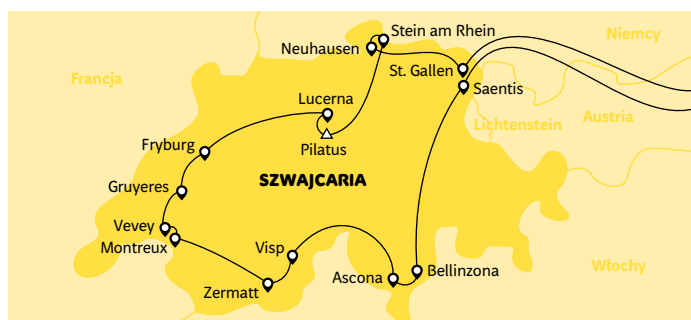 Stein am Rhein
Niemcy
Neuhausen
St. Gallen
Francja
Saentis
Lucerna
Austria
Lichtenstein
Fryburg
Pilatus
SZWAJCARIA
Gruyeres
Vevey
Montreux
Visp
Włochy
Bellinzona
Ascona
Zermatt